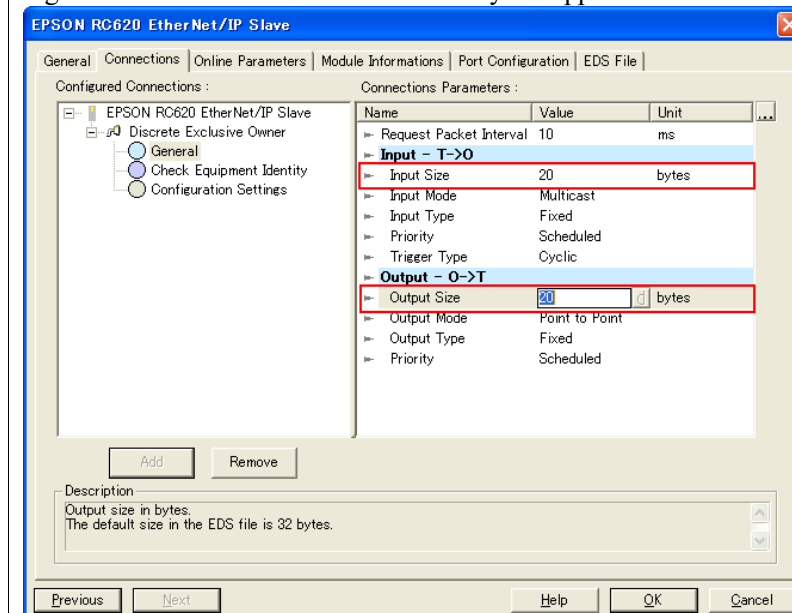 EPSON RC620 EtherNet/IP Slave
General Connections Online Parameters Module Informations Port Configuration EDS File
Configured Connections :
EPSON RC620 EtherNet/IP Slave
Discrete Exclusive Owner
General
Check Equipment Identity
Configuration Settings
Connections Parameters :
Name Value Unit ...
Request Packet Interval 10 ms
Input - T->O
Input Size 20 bytes
Input Mode Multicast
Input Type Fixed
Priority Scheduled
Trigger Type Cyclic
Output - O->T
Output Size 20 d bytes
Output Mode Point to Point
Output Type Fixed
Priority Scheduled
Add Remove
Description
Output size in bytes.
The default size in the EDS file is 32 bytes.
Previous Next Help OK Cancel